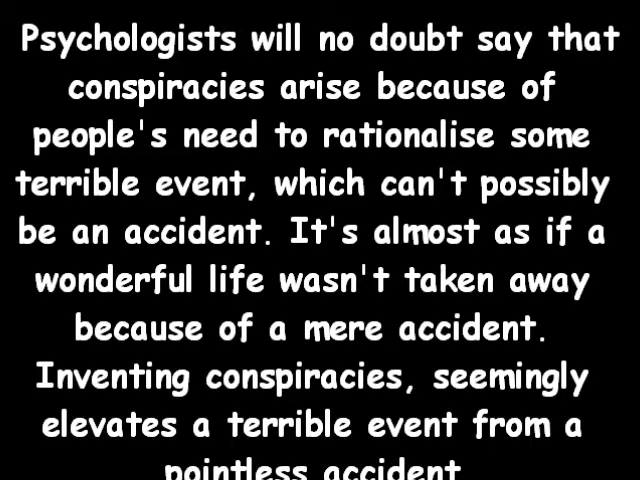 Psychologists will no doubt say that
conspiracies arise because of
people's need to rationalise some
terrible event, which can't possibly
be an accident. It's almost as if a
wonderful life wasn't taken away
because of a mere accident.
Inventing conspiracies, seemingly
elevates a terrible event from a
pointless accident